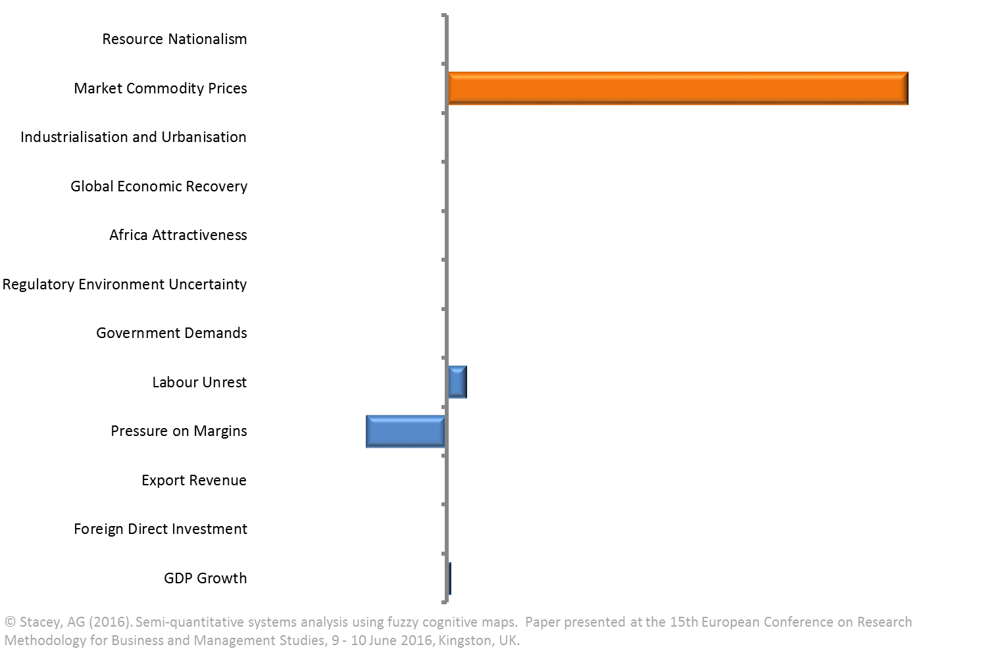 Resource Nationalism
Market Commodity Prices
Industrialisation and Urbanisation
Global Economic Recovery
Africa Attractiveness
Regulatory Environment Uncertainty
Government Demands
Labour Unrest
Pressure on Margins
Export Revenue
Foreign Direct Investment
GDP Growth
© Stacey, AG (2016). Semi-quantitative systems analysis using fuzzy cognitive maps.  Paper presented at the 15th European Conference on Research
Methodology for Business and Management Studies, 9 - 10 June 2016, Kingston, UK.